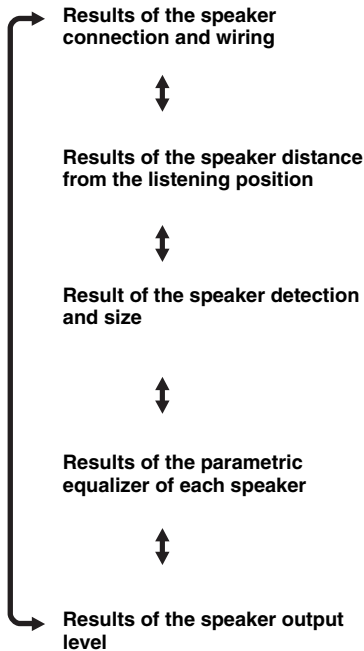 Results of the speaker
connection and wiring
Results of the speaker distance
from the listening position
Result of the speaker detection
and size
Results of the parametric
equalizer of each speaker
Results of the speaker output
level